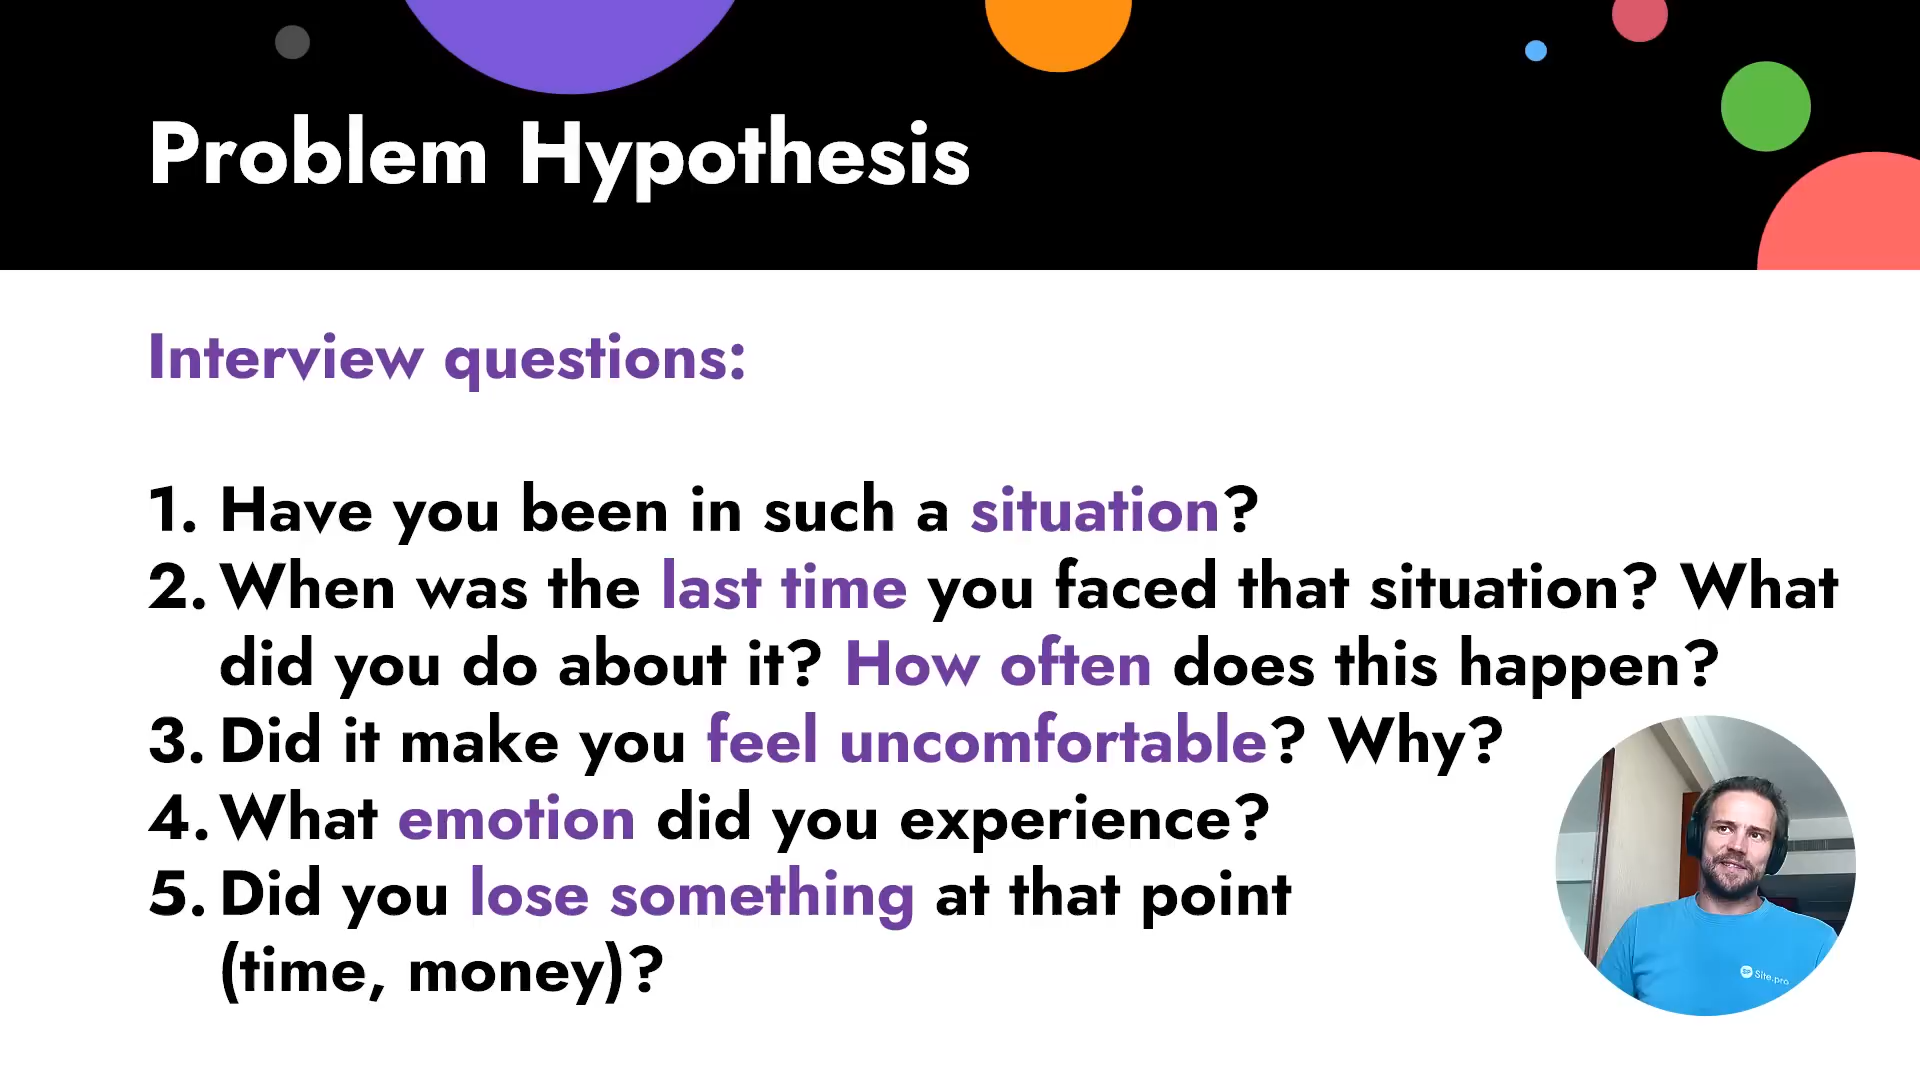 Problem Hypothesis
Interview questions:
1. Have you been in such a situation?
2. When was the last time you faced that situation? What
did you do about it? How often does this happen?
3. Did it make you feel uncomfortable? Why?
4. What emotion did you experience?
5. Did you lose something at that point
(time, money)?
Site.pro